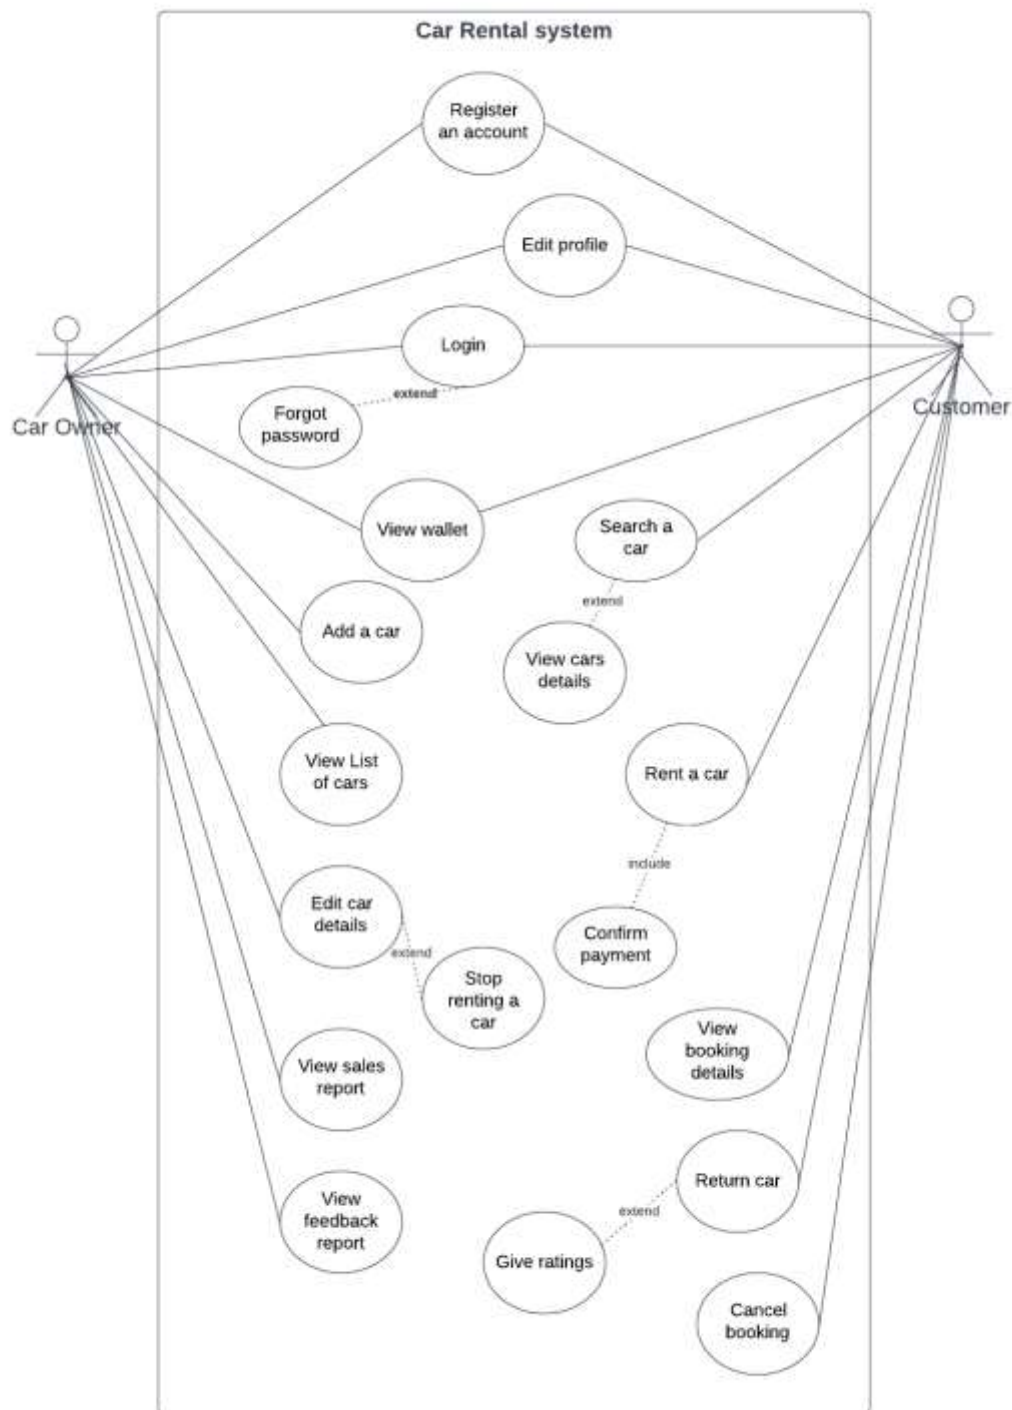 Car Rental system
Register
an account
Edit profile
Login
extend
Forgot
password
Car Owner
Customer
View wallet
Search a
car
extend
Add a car
View cars
details
View List
of cars
Rent a car
include
Edit car
details
extend
Confirm
payment
Stop
renting a
car
View
booking
details
View sales
report
Return car
extend
View
feedback
report
Give ratings
Cancel
booking